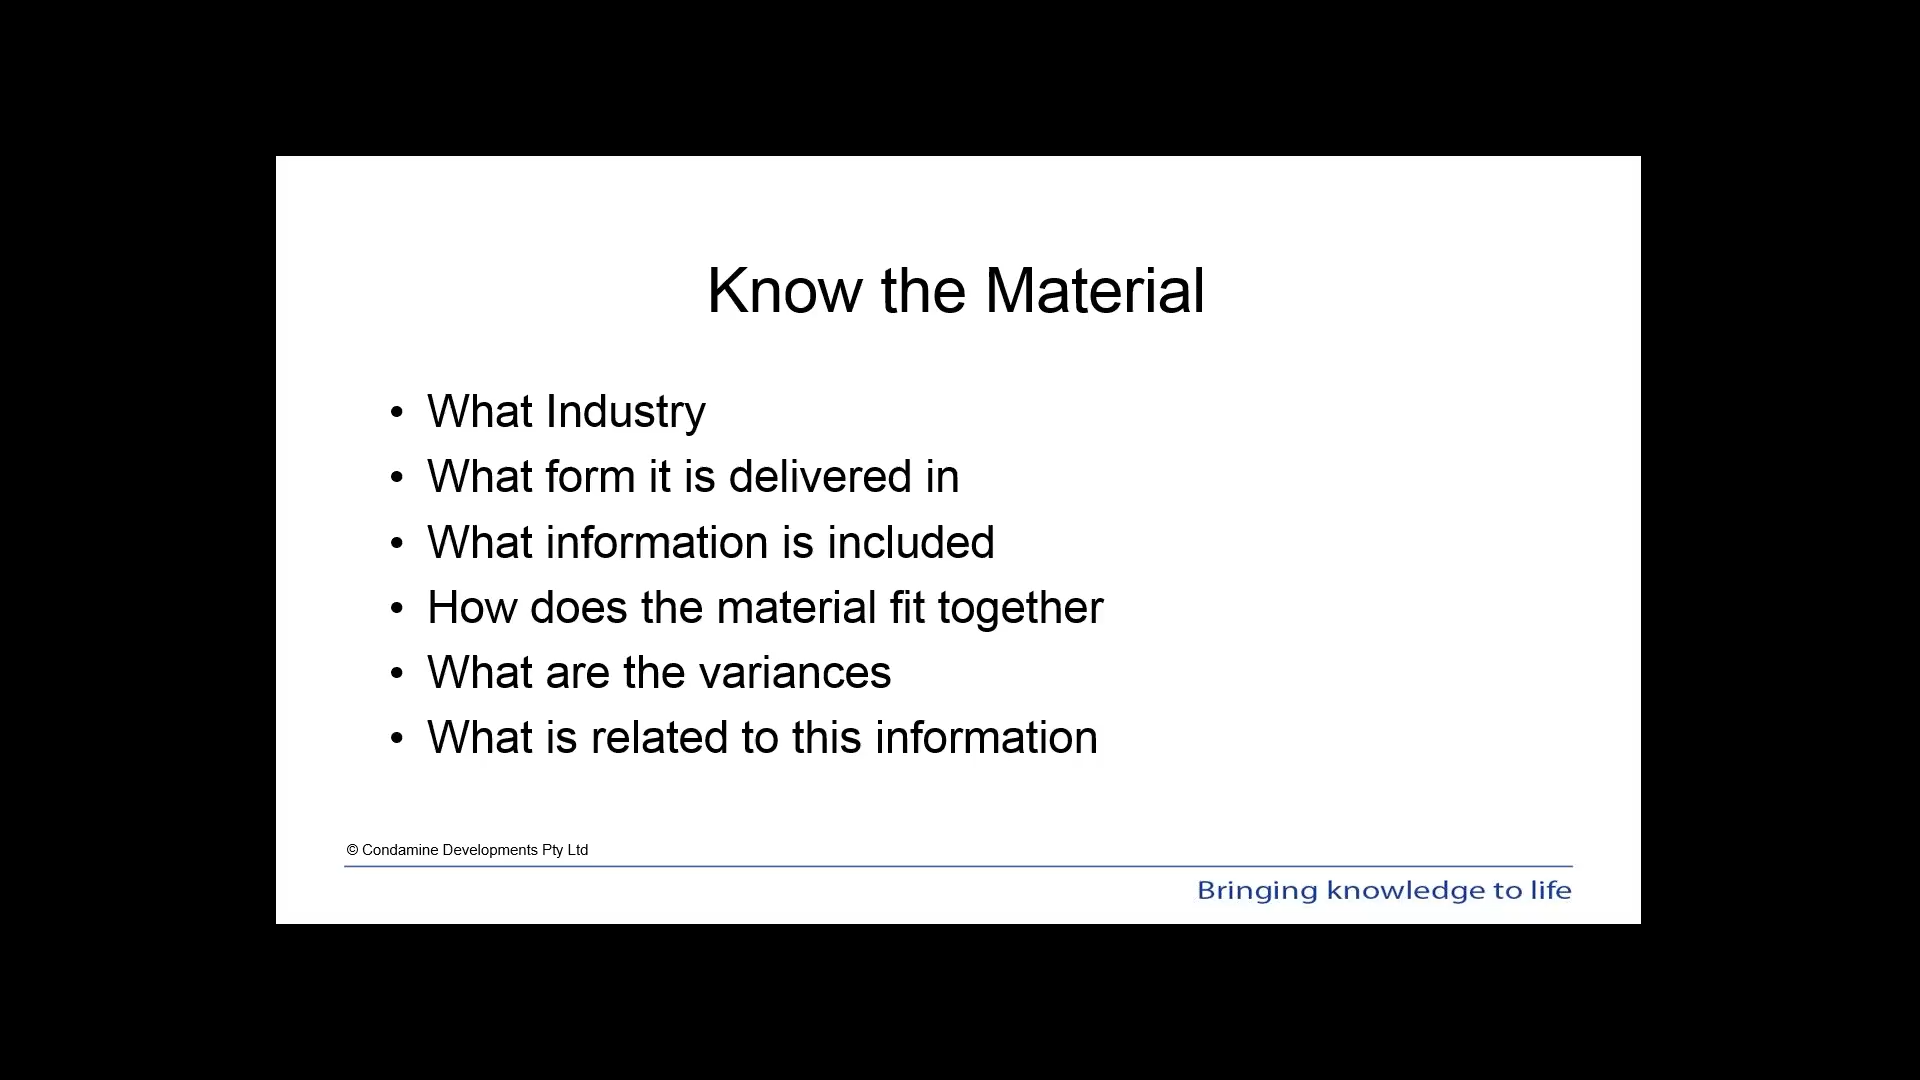 Know the Material
• What Industry
• What form it is delivered in
• What information is included
• How does the material fit together
• What are the variances
• What is related to this information
© Condamine Developments Pty Ltd
Bringing knowledge to life